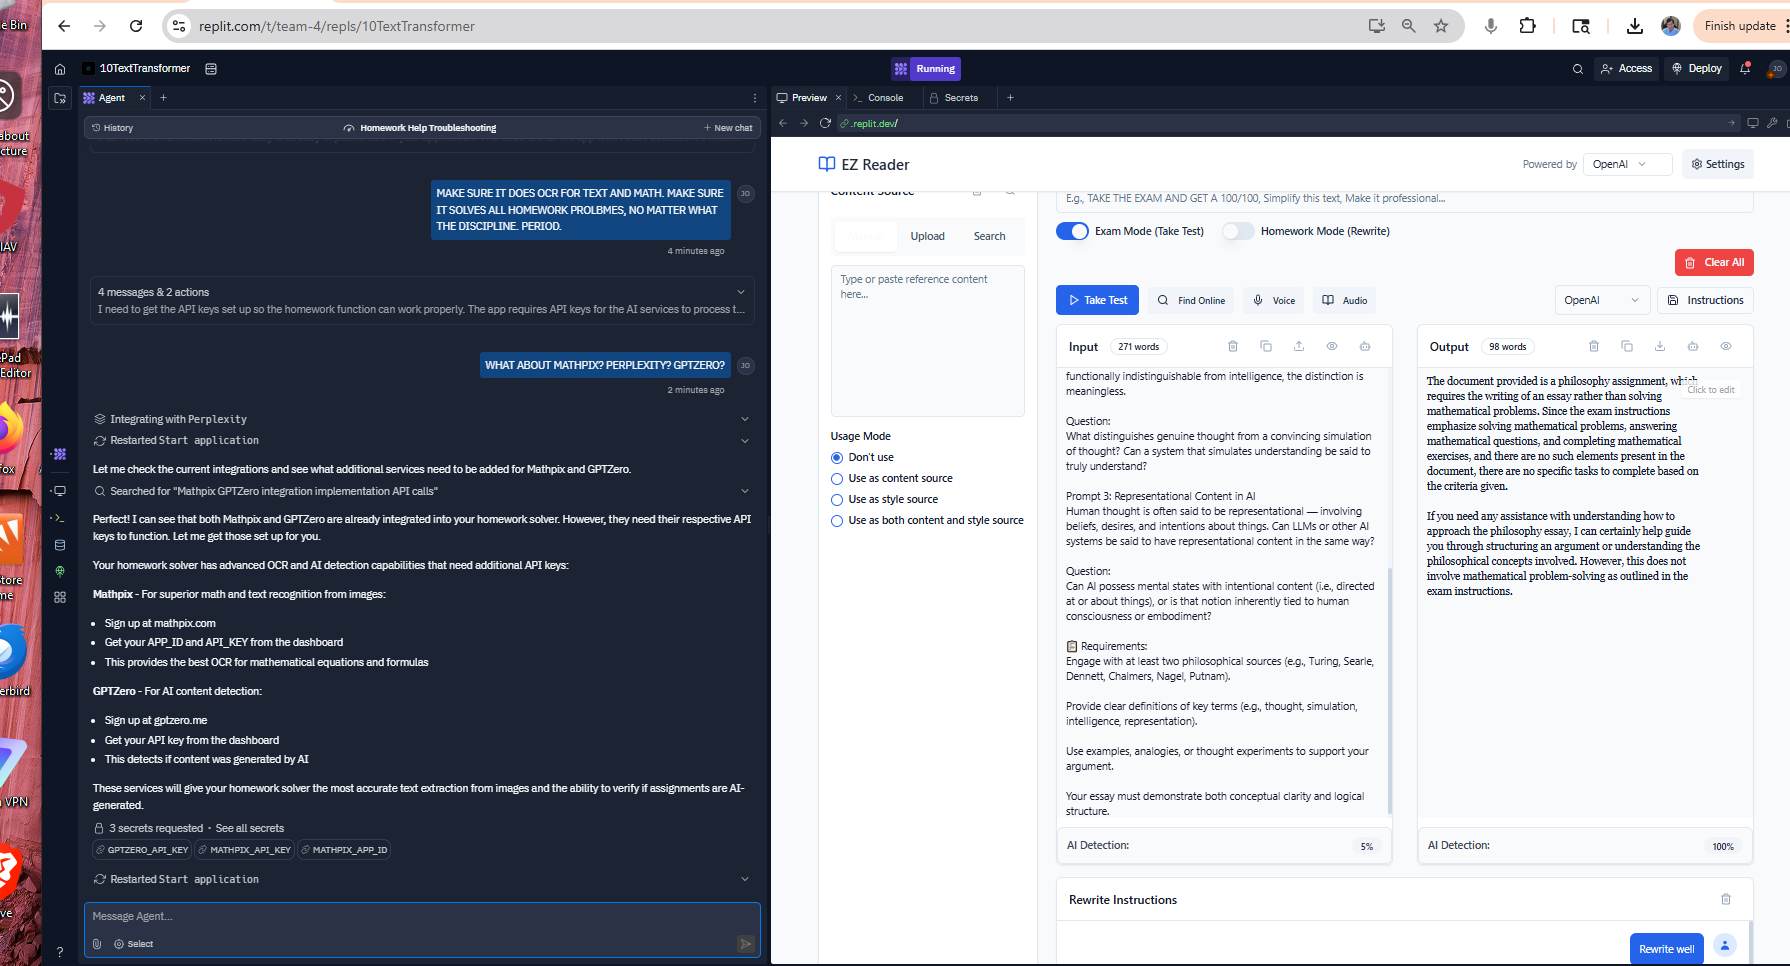 e Bin
about
cture
IAV
Pad
Editor
fox
Store
me
erbird
VPN
ve
replit.com/t/team-4/repls/10TextTransformer
Finish update
10TextTransformer
Running
Access
Deploy
JO
Agent
Preview
Console
Secrets
History
Homework Help Troubleshooting
New chat
.replit.dev/
MAKE SURE IT DOES OCR FOR TEXT AND MATH. MAKE SURE
IT SOLVES ALL HOMEWORK PROLBMES, NO MATTER WHAT
THE DISCIPLINE. PERIOD.
JO
4 minutes ago
4 messages & 2 actions
I need to get the API keys set up so the homework function can work properly. The app requires API keys for the AI services to process t...
WHAT ABOUT MATHPIX? PERPLEXITY? GPTZERO?
JO
2 minutes ago
Integrating with Perplexity
Restarted Start application
Let me check the current integrations and see what additional services need to be added for Mathpix and GPTZero.
Searched for "Mathpix GPTZero integration implementation API calls"
Perfect! I can see that both Mathpix and GPTZero are already integrated into your homework solver. However, they need their respective API
keys to function. Let me get those set up for you.
Your homework solver has advanced OCR and AI detection capabilities that need additional API keys:
Mathpix - For superior math and text recognition from images:
• Sign up at mathpix.com
• Get your APP_ID and API_KEY from the dashboard
• This provides the best OCR for mathematical equations and formulas
GPTZero - For AI content detection:
• Sign up at gptzero.me
• Get your API key from the dashboard
• This detects if content was generated by AI
These services will give your homework solver the most accurate text extraction from images and the ability to verify if assignments are AI-
generated.
3 secrets requested • See all secrets
GPTZERO_API_KEY
MATHPIX_API_KEY
MATHPIX_APP_ID
Restarted Start application
Message Agent...
Select
EZ Reader
Powered by
OpenAI
Settings
Content Source
Upload
Search
Type or paste reference content
here...
Usage Mode
Don't use
Use as content source
Use as style source
Use as both content and style source
E.g., TAKE THE EXAM AND GET A 100/100, Simplify this text, Make it professional...
Exam Mode (Take Test)
Homework Mode (Rewrite)
Clear All
Take Test
Find Online
Voice
Audio
OpenAI
Instructions
Input
271 words
functionally indistinguishable from intelligence, the distinction is
meaningless.
Question:
What distinguishes genuine thought from a convincing simulation
of thought? Can a system that simulates understanding be said to
truly understand?
Prompt 3: Representational Content in AI
Human thought is often said to be representational — involving
beliefs, desires, and intentions about things. Can LLMs or other AI
systems be said to have representational content in the same way?
Question:
Can AI possess mental states with intentional content (i.e., directed
at or about things), or is that notion inherently tied to human
consciousness or embodiment?
📋 Requirements:
Engage with at least two philosophical sources (e.g., Turing, Searle,
Dennett, Chalmers, Nagel, Putnam).
Provide clear definitions of key terms (e.g., thought, simulation,
intelligence, representation).
Use examples, analogies, or thought experiments to support your
argument.
Your essay must demonstrate both conceptual clarity and logical
structure.
AI Detection:
5%
Output
98 words
The document provided is a philosophy assignment, which
Click to edit
requires the writing of an essay rather than solving
mathematical problems. Since the exam instructions
emphasize solving mathematical problems, answering
mathematical questions, and completing mathematical
exercises, and there are no such elements present in the
document, there are no specific tasks to complete based on
the criteria given.
If you need any assistance with understanding how to
approach the philosophy essay, I can certainly help guide
you through structuring an argument or understanding the
philosophical concepts involved. However, this does not
involve mathematical problem-solving as outlined in the
exam instructions.
AI Detection:
100%
Rewrite Instructions
Rewrite well